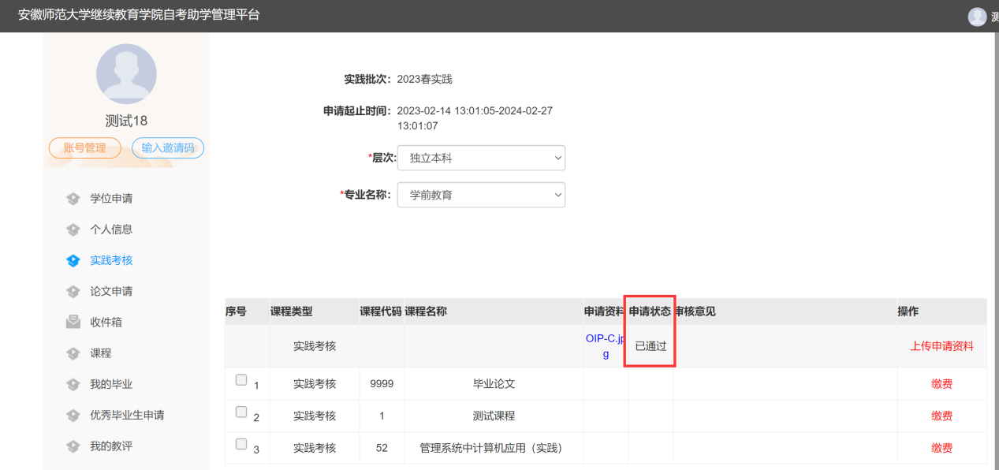 安徽师范大学继续教育学院自考助学管理平台
测试18
账号管理 输入邀请码
学位申请
个人信息
实践考核
论文申请
收件箱
课程
我的毕业
优秀毕业生申请
我的教评
实践批次: 2023春实践
申请起止时间: 2023-02-14 13:01:05-2024-02-27
13:01:07
*层次: 独立本科
*专业名称: 学前教育
序号 课程类型 课程代码 课程名称 申请资料 申请状态 审核意见 操作
实践考核 OIP-C.jp
g 已通过 上传申请资料
1 实践考核 9999 毕业论文 缴费
2 实践考核 1 测试课程 缴费
3 实践考核 52 管理系统中计算机应用（实践） 缴费